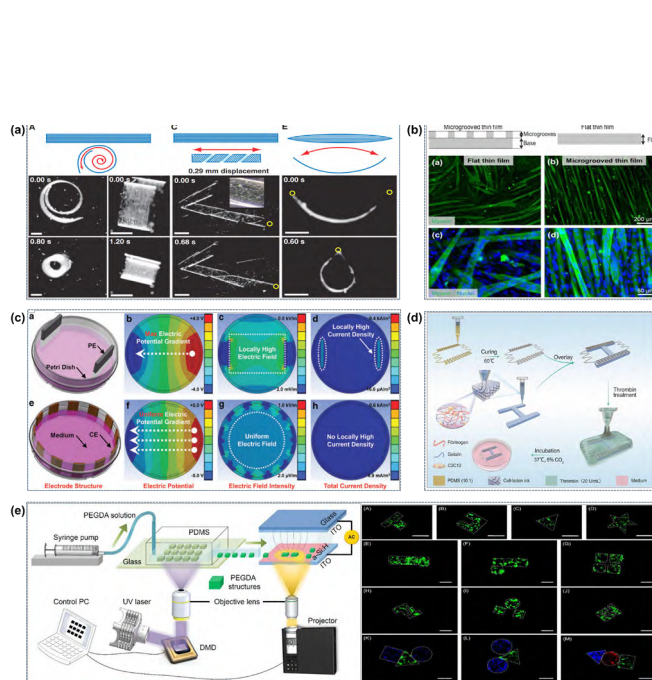 (a)
A
C
E
0.29 mm displacement
0.00 s
0.00 s
0.00 s
0.00 s
0.80 s
1.20 s
0.68 s
0.60 s
(b)
Microgrooved thin film
Flat thin film
Microgrooves
Base
(a)
Flat thin film
(b)
Microgrooved thin film
200 μm
(c)
(d)
50 μm
(c)
a
PE
Petri Dish
b
Electric
Potential Gradient
c
Locally High
Electric Field
d
Locally High
Current Density
e
Medium
CE
f
Electric
Potential Gradient
g
Uniform
Electric Field
h
No Locally High
Current Density
Electrode Structure
Electric Potential
Electric Field Intensity
Total Current Density
(d)
Curing
60℃
Overlay
Thrombin
treatment
Fibrinogen
Gelatin
C2C12
Incubation
37℃, 5% CO2
PDMS (10:1)
Cell-laden ink
Thrombin (20 U/mL)
Medium
(e)
PEGDA solution
Syringe pump
PDMS
Glass
Glass
ITO
a-Si:H
ITO
AC
PEGDA
structures
Control PC
UV laser
DMD
Objective lens
Projector
(A)
(B)
(C)
(D)
(E)
(F)
(G)
(H)
(I)
(J)
(K)
(L)
(M)